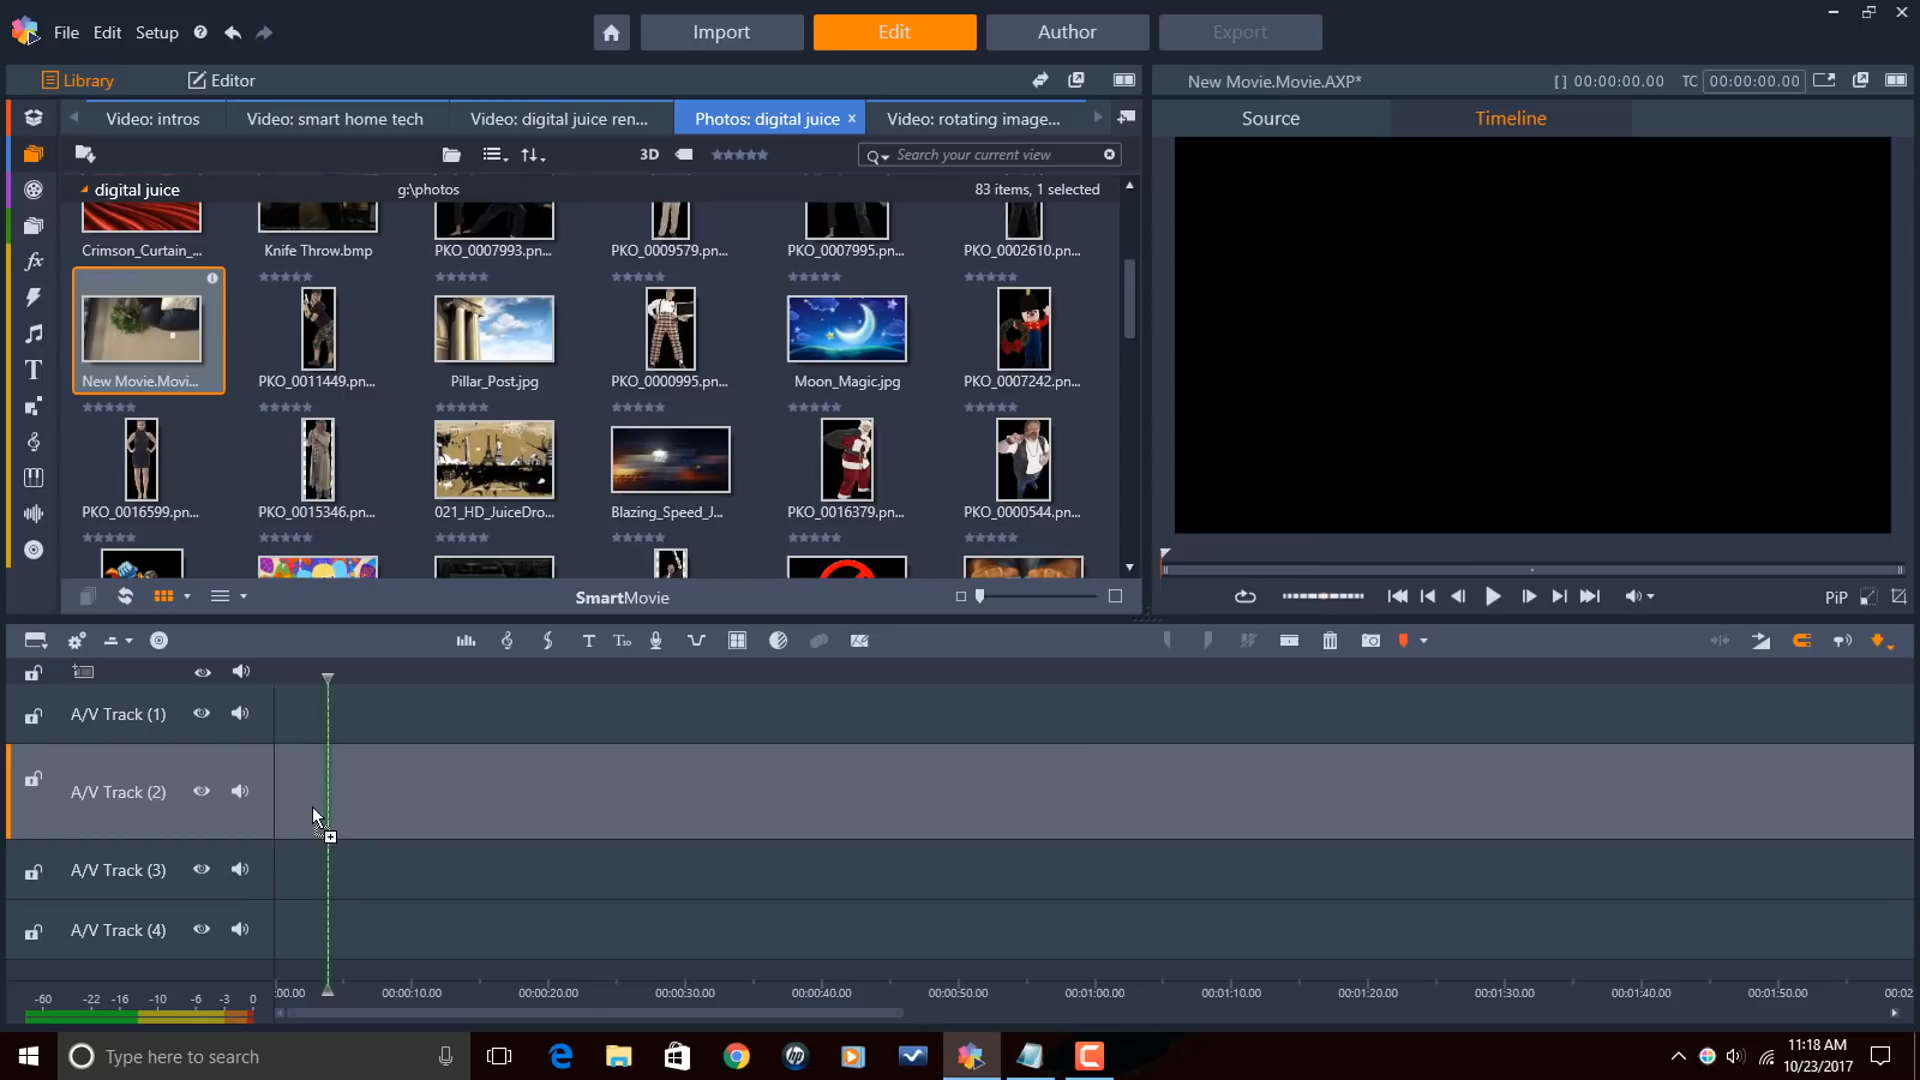 File Edit Setup Import Edit Author Export
Library Editor New Movie.Movie.AXP* [ ] 00:00:00.00 TC 00:00:00.00
Video: intros Video: smart home tech Video: digital juice ren... Photos: digital juice x Video: rotating image... Source Timeline
3D Search your current view
digital juice g:\photos 83 items, 1 selected
Crimson_Curtain_... Knife Throw.bmp PKO_0007993.pn... PKO_0009579.pn... PKO_0007995.pn... PKO_0002610.pn...
New Movie.Movi... PKO_0011449.pn... Pillar_Post.jpg PKO_0000995.pn... Moon_Magic.jpg PKO_0007242.pn...
PKO_0016599.pn... PKO_0015346.pn... 021_HD_JuiceDro... Blazing_Speed_J... PKO_0016379.pn... PKO_0000544.pn...
SmartMovie PiP
A/V Track (1)
A/V Track (2)
A/V Track (3)
A/V Track (4)
-60 -22 -16 -10 -6 -3 0 :00.00 00:00:10.00 00:00:20.00 00:00:30.00 00:00:40.00 00:00:50.00 00:01:00.00 00:01:10.00 00:01:20.00 00:01:30.00 00:01:40.00 00:01:50.00 00:02
Type here to search 11:18 AM
10/23/2017